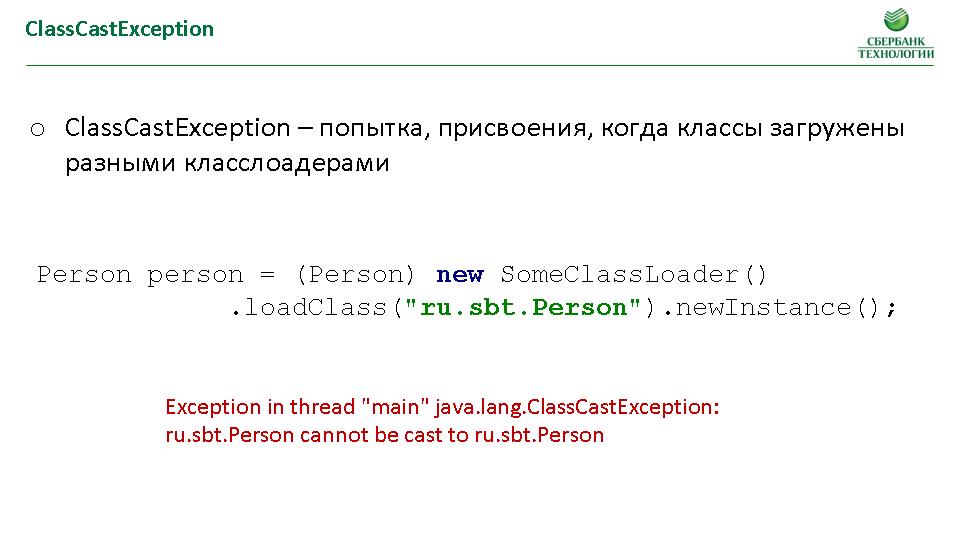 ClassCastException
СБЕРБАНК
ТЕХНОЛОГИИ
o ClassCastException – попытка, присвоения, когда классы загружены
разными класслоадерами
Person person = (Person) new SomeClassLoader()
.loadClass("ru.sbt.Person").newInstance();
Exception in thread "main" java.lang.ClassCastException:
ru.sbt.Person cannot be cast to ru.sbt.Person